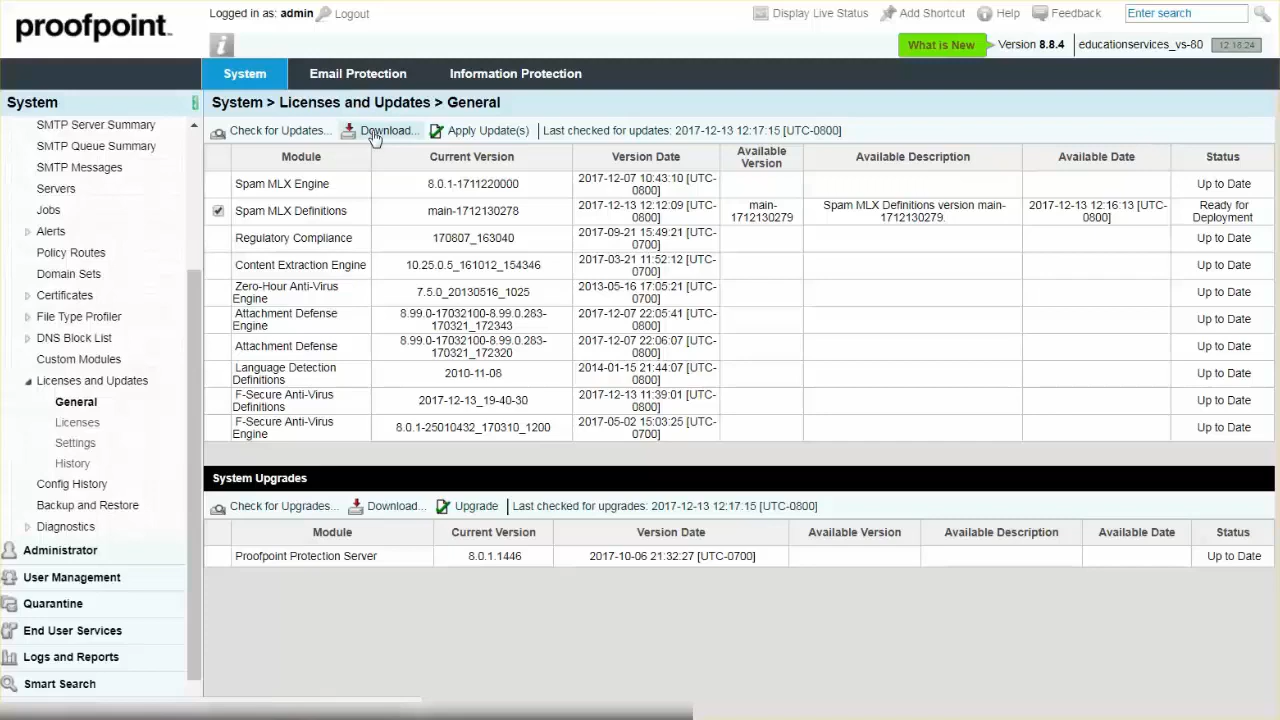 proofpoint.
Logged in as: admin Logout
Display Live Status Add Shortcut Help Feedback Enter search
What is New Version 8.8.4 educationservices_vs-80 12:18:24
System Email Protection Information Protection
System
SMTP Server Summary
SMTP Queue Summary
SMTP Messages
Servers
Jobs
Alerts
Policy Routes
Domain Sets
Certificates
File Type Profiler
DNS Block List
Custom Modules
Licenses and Updates
General
Licenses
Settings
History
Config History
Backup and Restore
Diagnostics
Administrator
User Management
Quarantine
End User Services
Logs and Reports
Smart Search
System > Licenses and Updates > General
Check for Updates... Download... Apply Update(s) Last checked for updates: 2017-12-13 12:17:15 [UTC-0800]
Module Current Version Version Date Available Version Available Description Available Date Status
Spam MLX Engine 8.0.1-1711220000 2017-12-07 10:43:10 [UTC-0800] Up to Date
Spam MLX Definitions main-1712130278 2017-12-13 12:12:09 [UTC-0800] main-1712130279 Spam MLX Definitions version main-1712130279. 2017-12-13 12:16:13 [UTC-0800] Ready for Deployment
Regulatory Compliance 170807_163040 2017-09-21 15:49:21 [UTC-0700] Up to Date
Content Extraction Engine 10.25.0.5_161012_154346 2017-03-21 11:52:12 [UTC-0700] Up to Date
Zero-Hour Anti-Virus Engine 7.5.0_20130516_1025 2013-05-16 17:05:21 [UTC-0700] Up to Date
Attachment Defense Engine 8.99.0-17032100-8.99.0.283-170321_172343 2017-12-07 22:05:41 [UTC-0800] Up to Date
Attachment Defense 8.99.0-17032100-8.99.0.283-170321_172320 2017-12-07 22:06:07 [UTC-0800] Up to Date
Language Detection Definitions 2010-11-08 2014-01-15 21:44:07 [UTC-0800] Up to Date
F-Secure Anti-Virus Definitions 2017-12-13_19-40-30 2017-12-13 11:39:01 [UTC-0800] Up to Date
F-Secure Anti-Virus Engine 8.0.1-25010432_170310_1200 2017-05-02 15:03:25 [UTC-0700] Up to Date
System Upgrades
Check for Upgrades... Download... Upgrade Last checked for upgrades: 2017-12-13 12:17:15 [UTC-0800]
Module Current Version Version Date Available Version Available Description Available Date Status
Proofpoint Protection Server 8.0.1.1446 2017-10-06 21:32:27 [UTC-0700] Up to Date